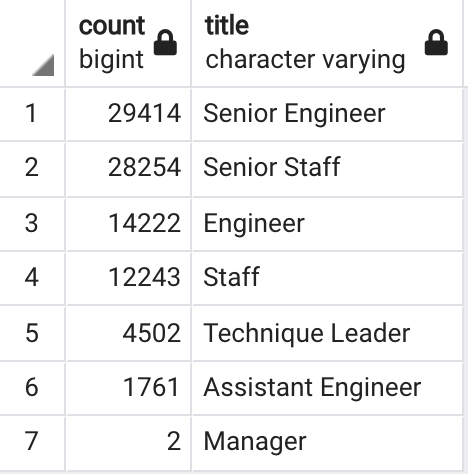 count title
bigint character varying
1 29414 Senior Engineer
2 28254 Senior Staff
3 14222 Engineer
4 12243 Staff
5 4502 Technique Leader
6 1761 Assistant Engineer
7 2 Manager